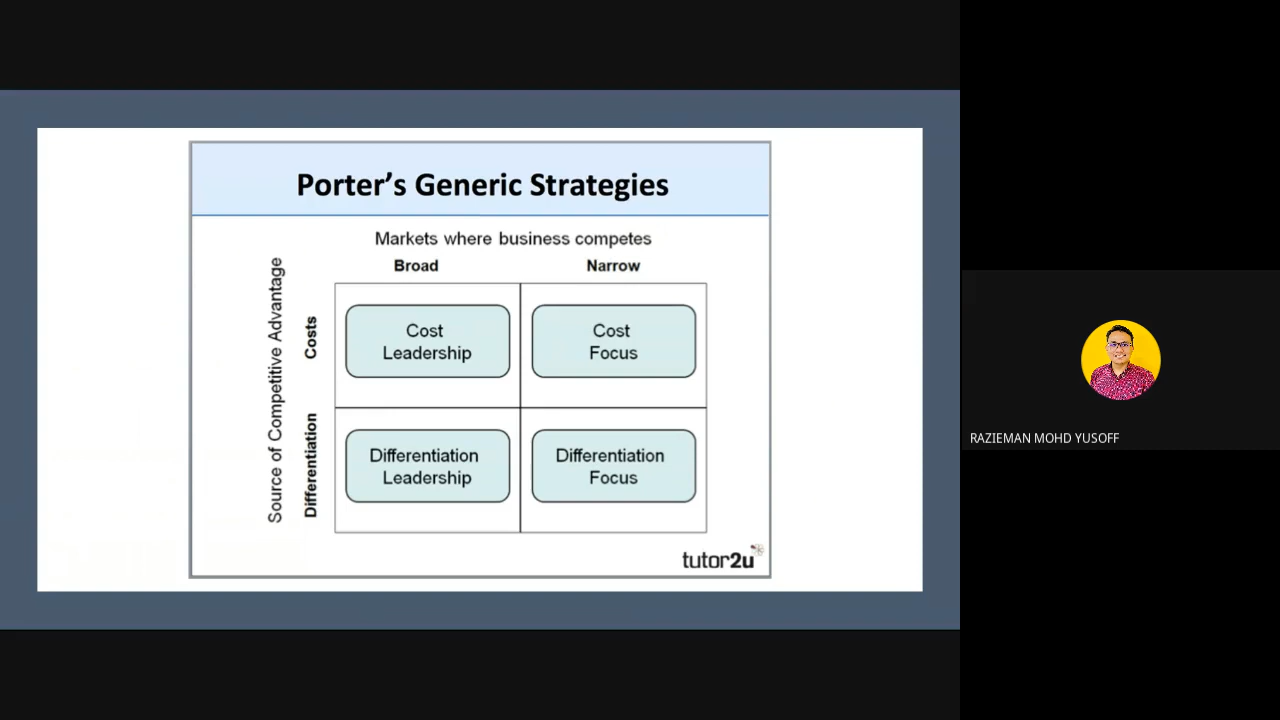 Porter’s Generic Strategies
Markets where business competes
Broad
Narrow
Source of Competitive Advantage
Costs
Cost
Leadership
Cost
Focus
Differentiation
Differentiation
Leadership
Differentiation
Focus
tutor2u
RAZIEMAN MOHD YUSOFF